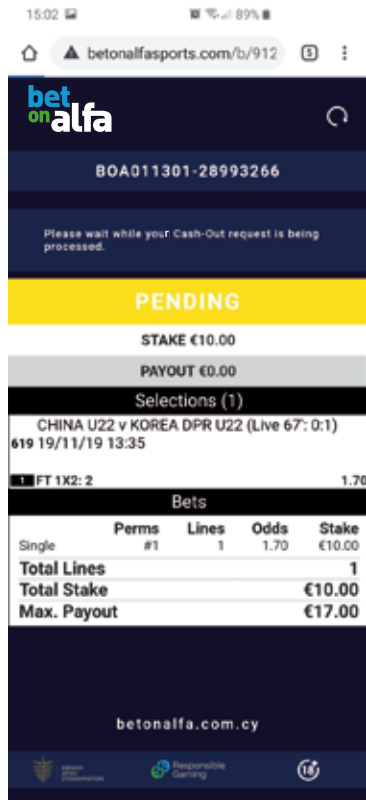 15:02
89%
betonalfasports.com/b/912
5
bet
on alfa
BOA011301-28993266
Please wait while your Cash-Out request is being
processed.
PENDING
STAKE €10.00
PAYOUT €0.00
Selections (1)
CHINA U22 v KOREA DPR U22 (Live 67': 0:1)
619 19/11/19 13:35
1 FT 1X2: 2 1.70
Bets
Perms Lines Odds Stake
Single #1 1 1.70 €10.00
Total Lines 1
Total Stake €10.00
Max. Payout €17.00
betonalfa.com.cy
Responsible
Gaming
18